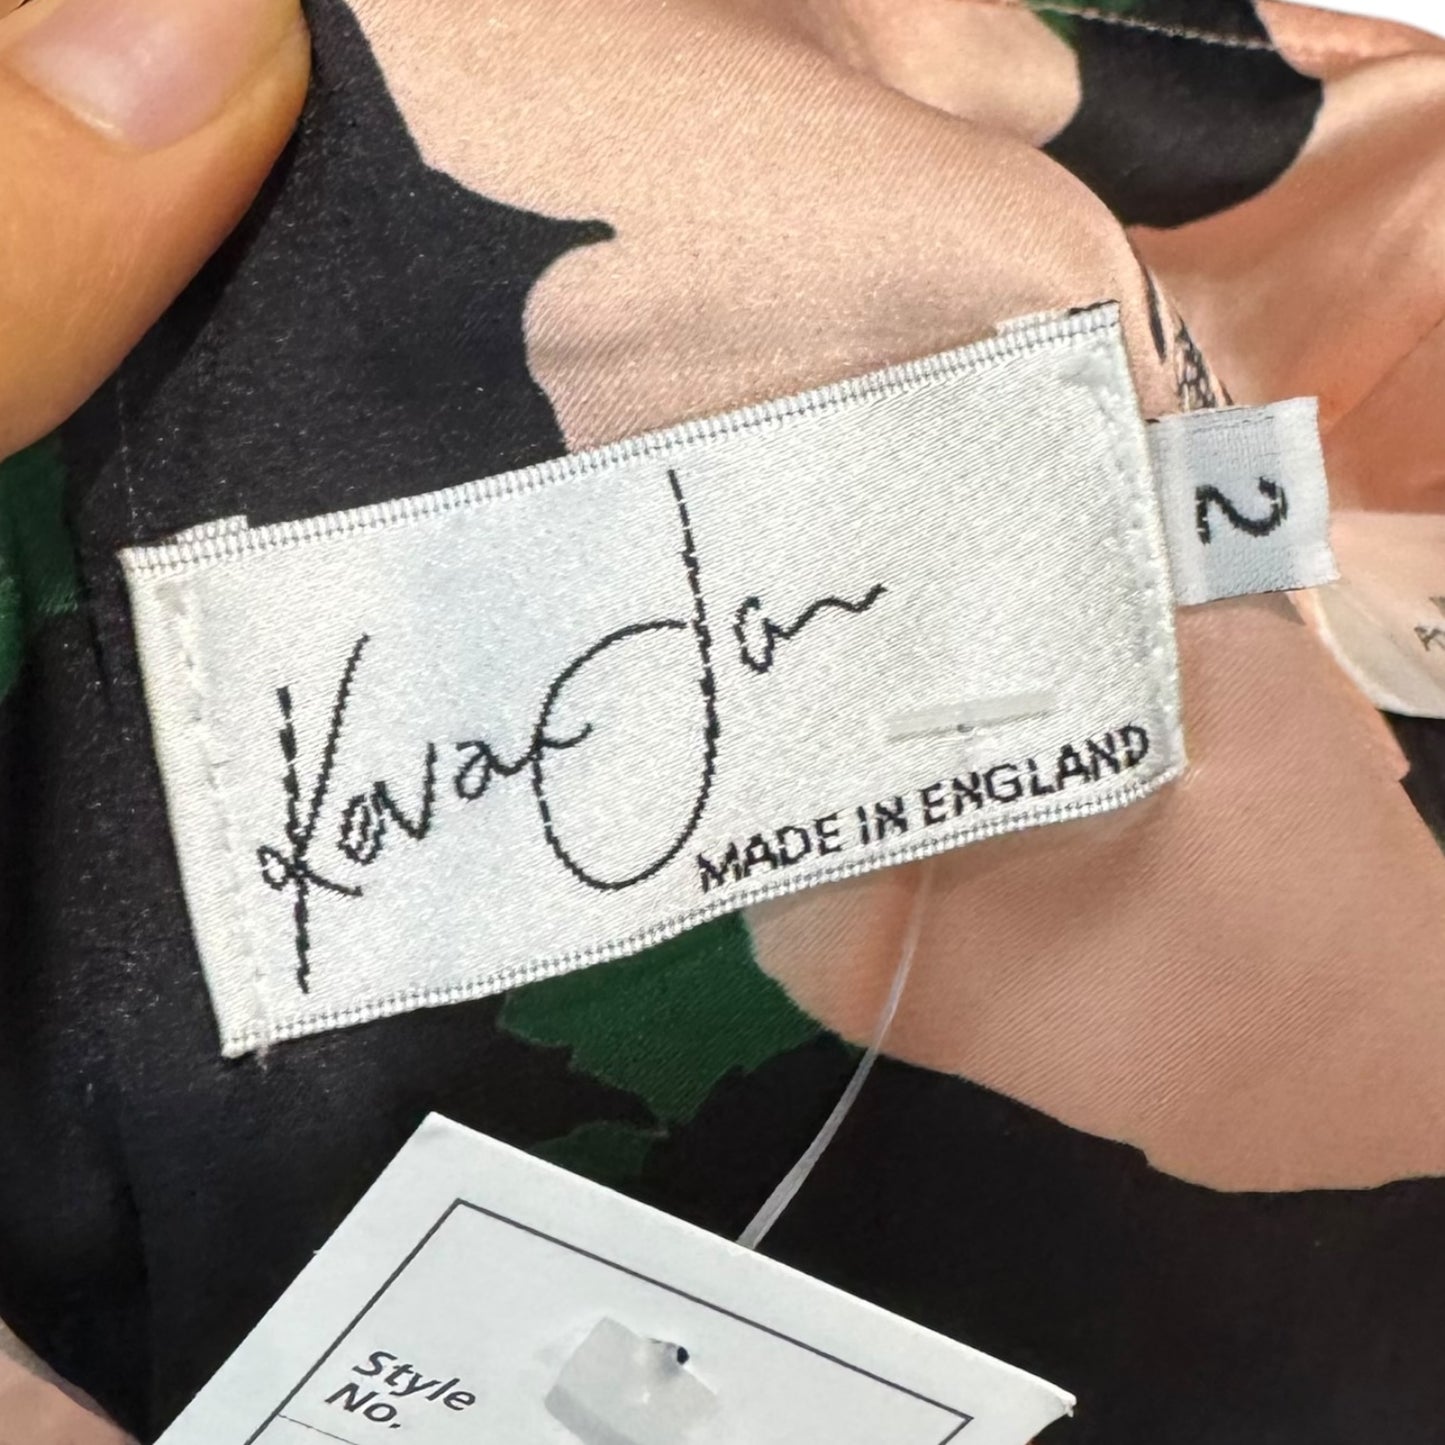 Kevan Jon
MADE IN ENGLAND
2
Style
No.